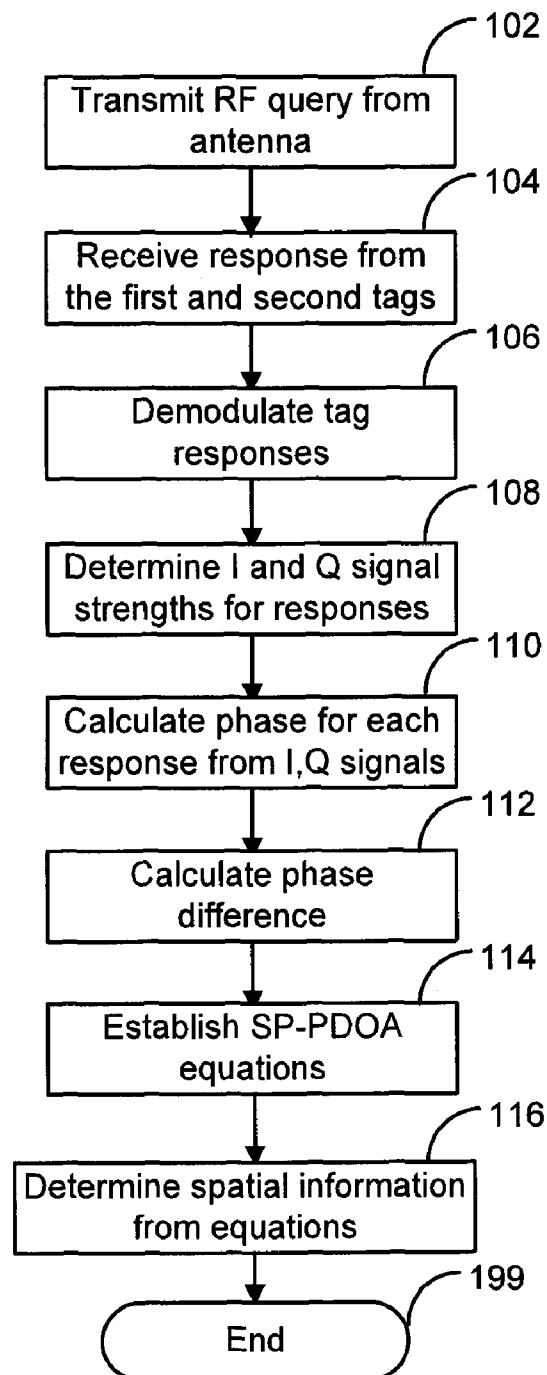 102
Transmit RF query from
antenna
104
Receive response from
the first and second tags
106
Demodulate tag
responses
108
Determine I and Q signal
strengths for responses
110
Calculate phase for each
response from I,Q signals
112
Calculate phase
difference
114
Establish SP-PDOA
equations
116
Determine spatial information
from equations
199
End